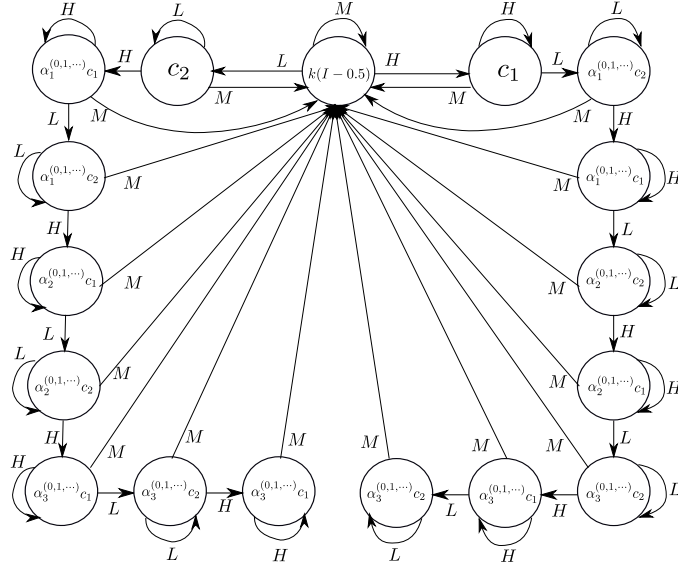 H L M H L
α₁^(0,1,⋯)c₁ H c₂ L k(I − 0.5) H c₁ L α₁^(0,1,⋯)c₂
M M
L M M H
L α₁^(0,1,⋯)c₂ M M α₁^(0,1,⋯)c₁ H
H L
H α₂^(0,1,⋯)c₁ M M α₂^(0,1,⋯)c₂ L
L H
L α₂^(0,1,⋯)c₂ M M α₂^(0,1,⋯)c₁ H
H M M M M M M L
H α₃^(0,1,⋯)c₁ α₃^(0,1,⋯)c₂ α₃^(0,1,⋯)c₁ α₃^(0,1,⋯)c₂ α₃^(0,1,⋯)c₁ α₃^(0,1,⋯)c₂ L
L H L H
L H L H